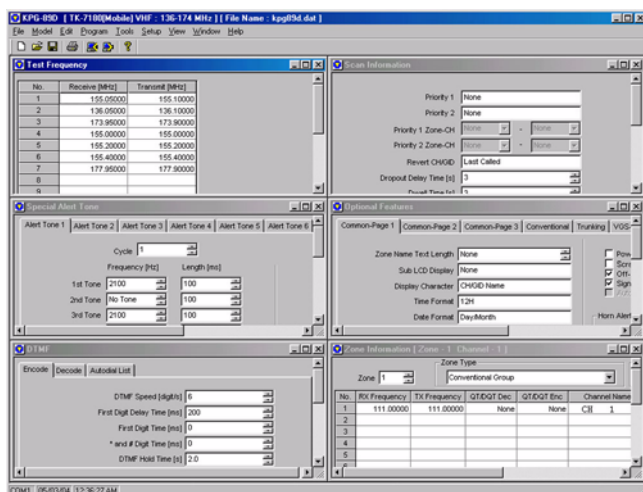 KPG-89D [ TK-7180(Mobile) VHF : 136-174 MHz ] [ File Name : kpg89d.dat ]
File Model Edit Program Tools Setup View Window Help
Test Frequency
No. Receive [MHz] Transmit [MHz]
1 155.05000 155.10000
2 136.05000 136.10000
3 173.95000 173.90000
4 155.00000 155.00000
5 155.20000 155.20000
6 155.40000 155.40000
7 177.95000 177.90000
8
9
Scan Information
Priority 1 None
Priority 2 None
Priority 1 Zone-CH None - None
Priority 2 Zone-CH None - None
Revert CH/GID Last Called
Dropout Delay Time [s] 3
Dwell Time [s] 3
Special Alert Tone
Alert Tone 1 Alert Tone 2 Alert Tone 3 Alert Tone 4 Alert Tone 5 Alert Tone 6
Cycle 1
Frequency [Hz] Length [ms]
1st Tone 2100 100
2nd Tone No Tone 100
3rd Tone 2100 100
Optional Features
Common-Page 1 Common-Page 2 Common-Page 3 Conventional Trunking VGS-
Zone Name Text Length None
Sub LCD Display None
Display Character CH/GID Name
Time Format 12H
Date Format Day/Month
Pow
Scro
Off-
Sign
Horn Alert
DTMF
Encode Decode Autodial List
DTMF Speed [digit/s] 6
First Digit Delay Time [ms] 200
First Digit Time [ms] 0
* and # Digit Time [ms] 0
DTMF Hold Time [s] 2.0
Zone Information [ Zone - 1 Channel - 1 ]
Zone 1
Zone Type
Conventional Group
No. RX Frequency TX Frequency QT/DQT Dec QT/DQT Enc Channel Name
1 111.00000 111.00000 None None CH 1
2
3
4
5
COM1 05/03/04 12:36:27 AM